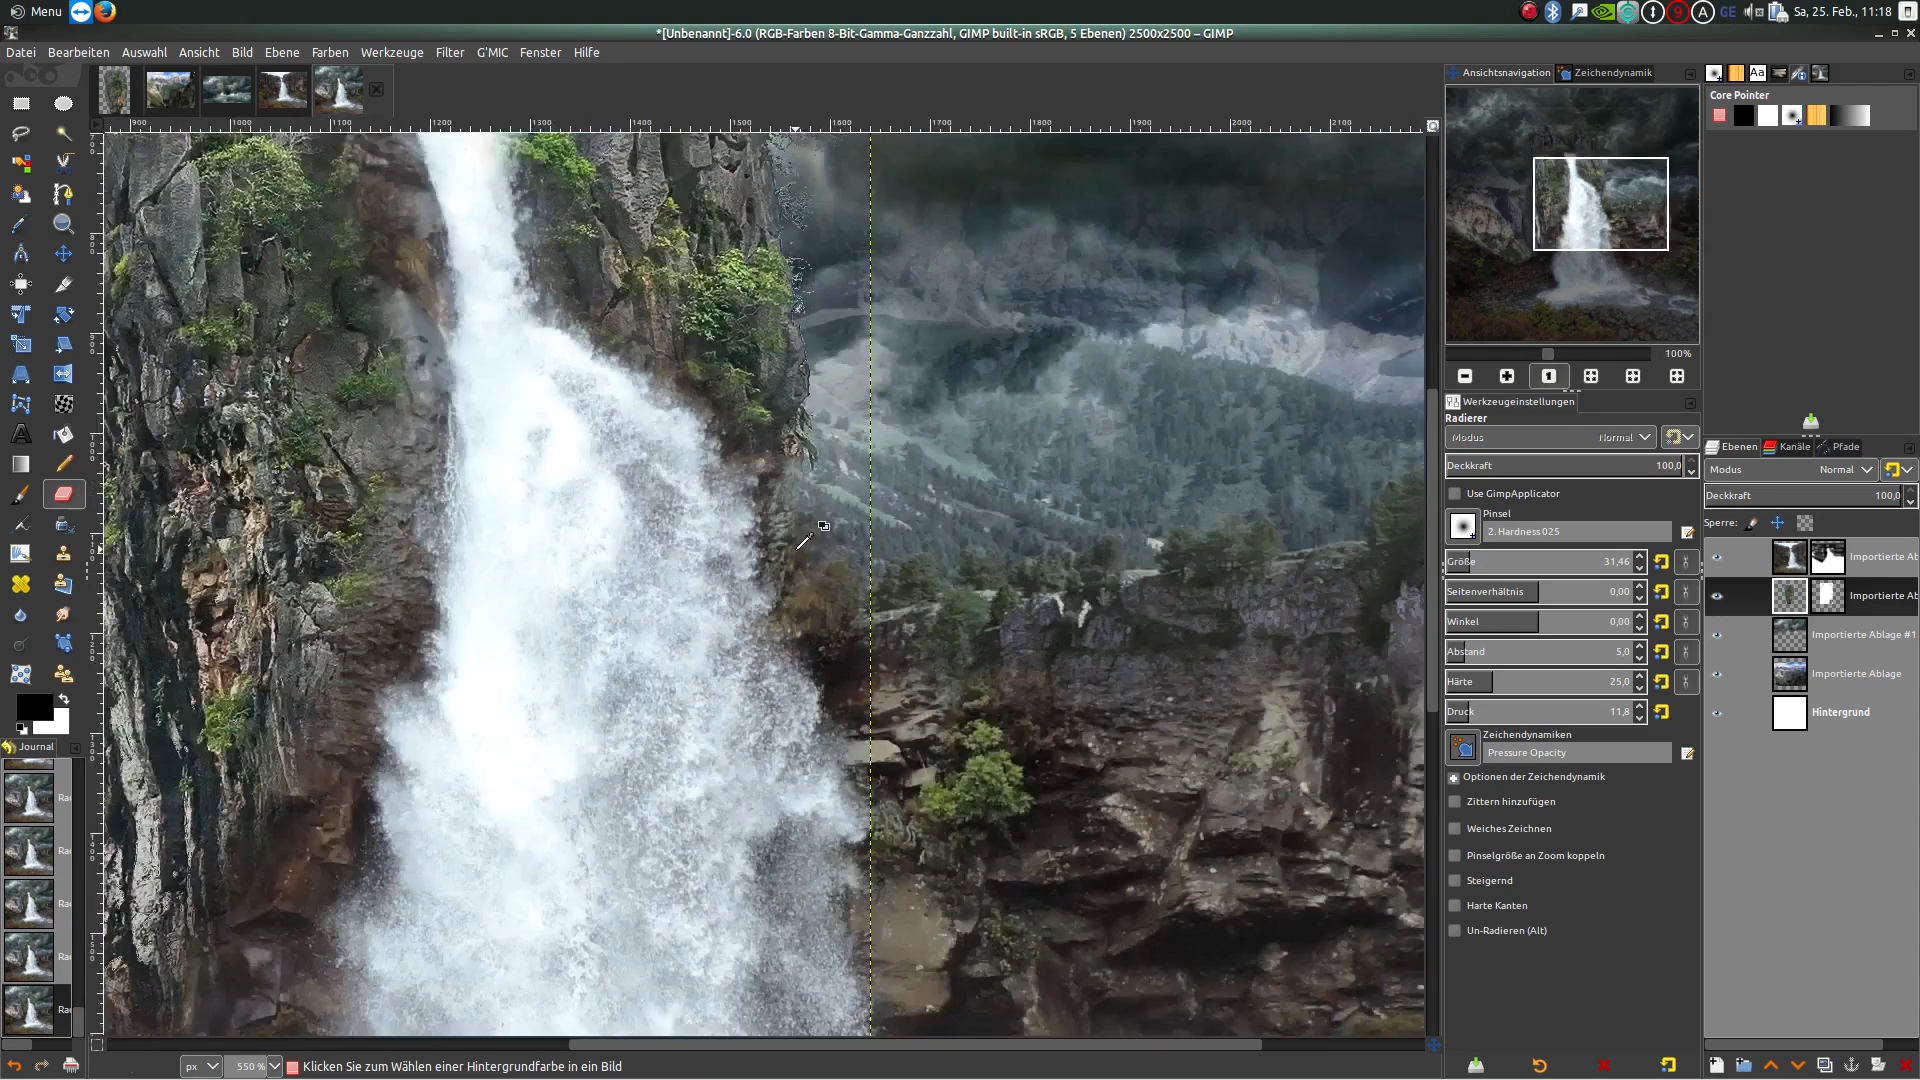 Menu
GE
Sa, 25. Feb., 11:18
*[Unbenannt]-6.0 (RGB-Farben 8-Bit-Gamma-Ganzzahl, GIMP built-in sRGB, 5 Ebenen) 2500x2500 – GIMP
Datei Bearbeiten Auswahl Ansicht Bild Ebene Farben Werkzeuge Filter G'MIC Fenster Hilfe
Ansichtsnavigation
Zeichendynamik
Core Pointer
900 1000 1100 1200 1300 1400 1500 1600 1700 1800 1900 2000 2100
100%
Werkzeugeinstellungen
Radierer
Modus Normal
Deckkraft 100,0
Use GimpApplicator
Pinsel
2. Hardness 025
Größe 31,46
Seitenverhältnis 0,00
Winkel 0,00
Abstand 5,0
Härte 25,0
Druck 11,8
Zeichendynamiken
Pressure Opacity
Optionen der Zeichendynamik
Zittern hinzufügen
Weiches Zeichnen
Pinselgröße an Zoom koppeln
Steigernd
Harte Kanten
Un-Radieren (Alt)
Ebenen Kanäle Pfade
Modus Normal
Deckkraft 100,0
Sperre:
Importierte Ab
Importierte Ab
Importierte Ablage #1
Importierte Ablage
Hintergrund
Journal
Ra
Ra
Ra
Ra
Ra
px
550 %
Klicken Sie zum Wählen einer Hintergrundfarbe in ein Bild